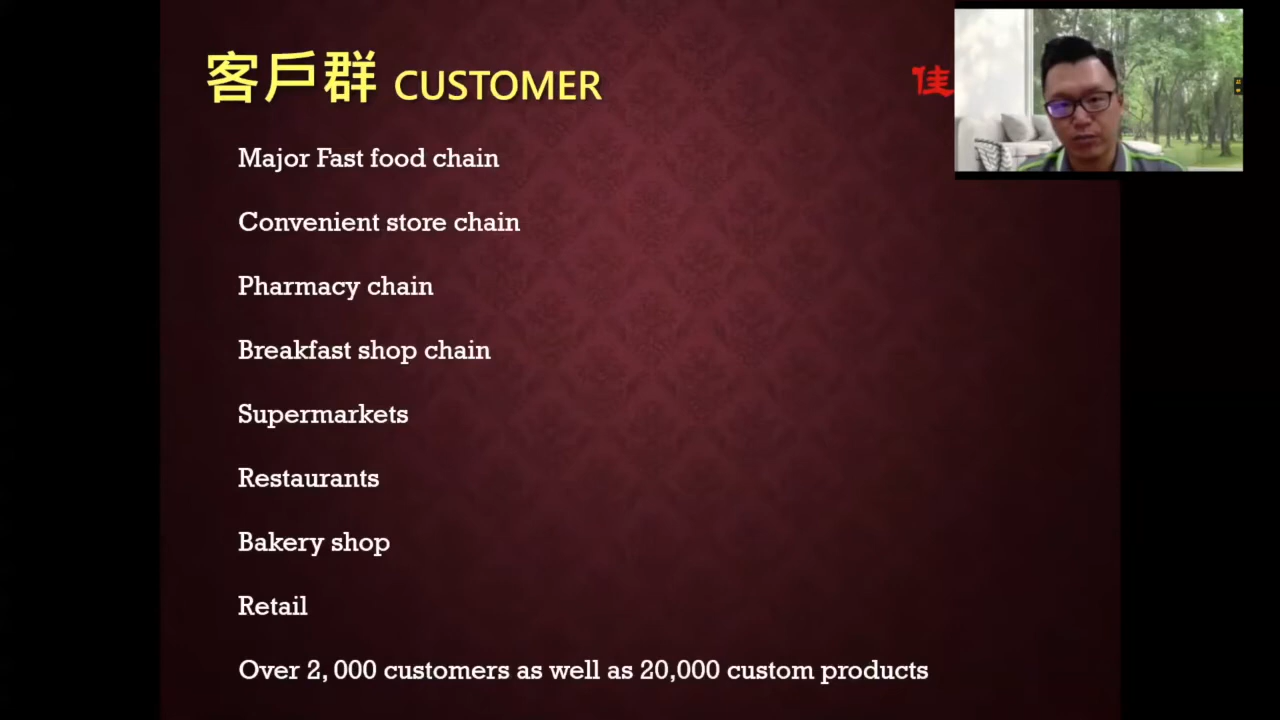 客戶群 CUSTOMER
佳
Major Fast food chain
Convenient store chain
Pharmacy chain
Breakfast shop chain
Supermarkets
Restaurants
Bakery shop
Retail
Over 2, 000 customers as well as 20,000 custom products